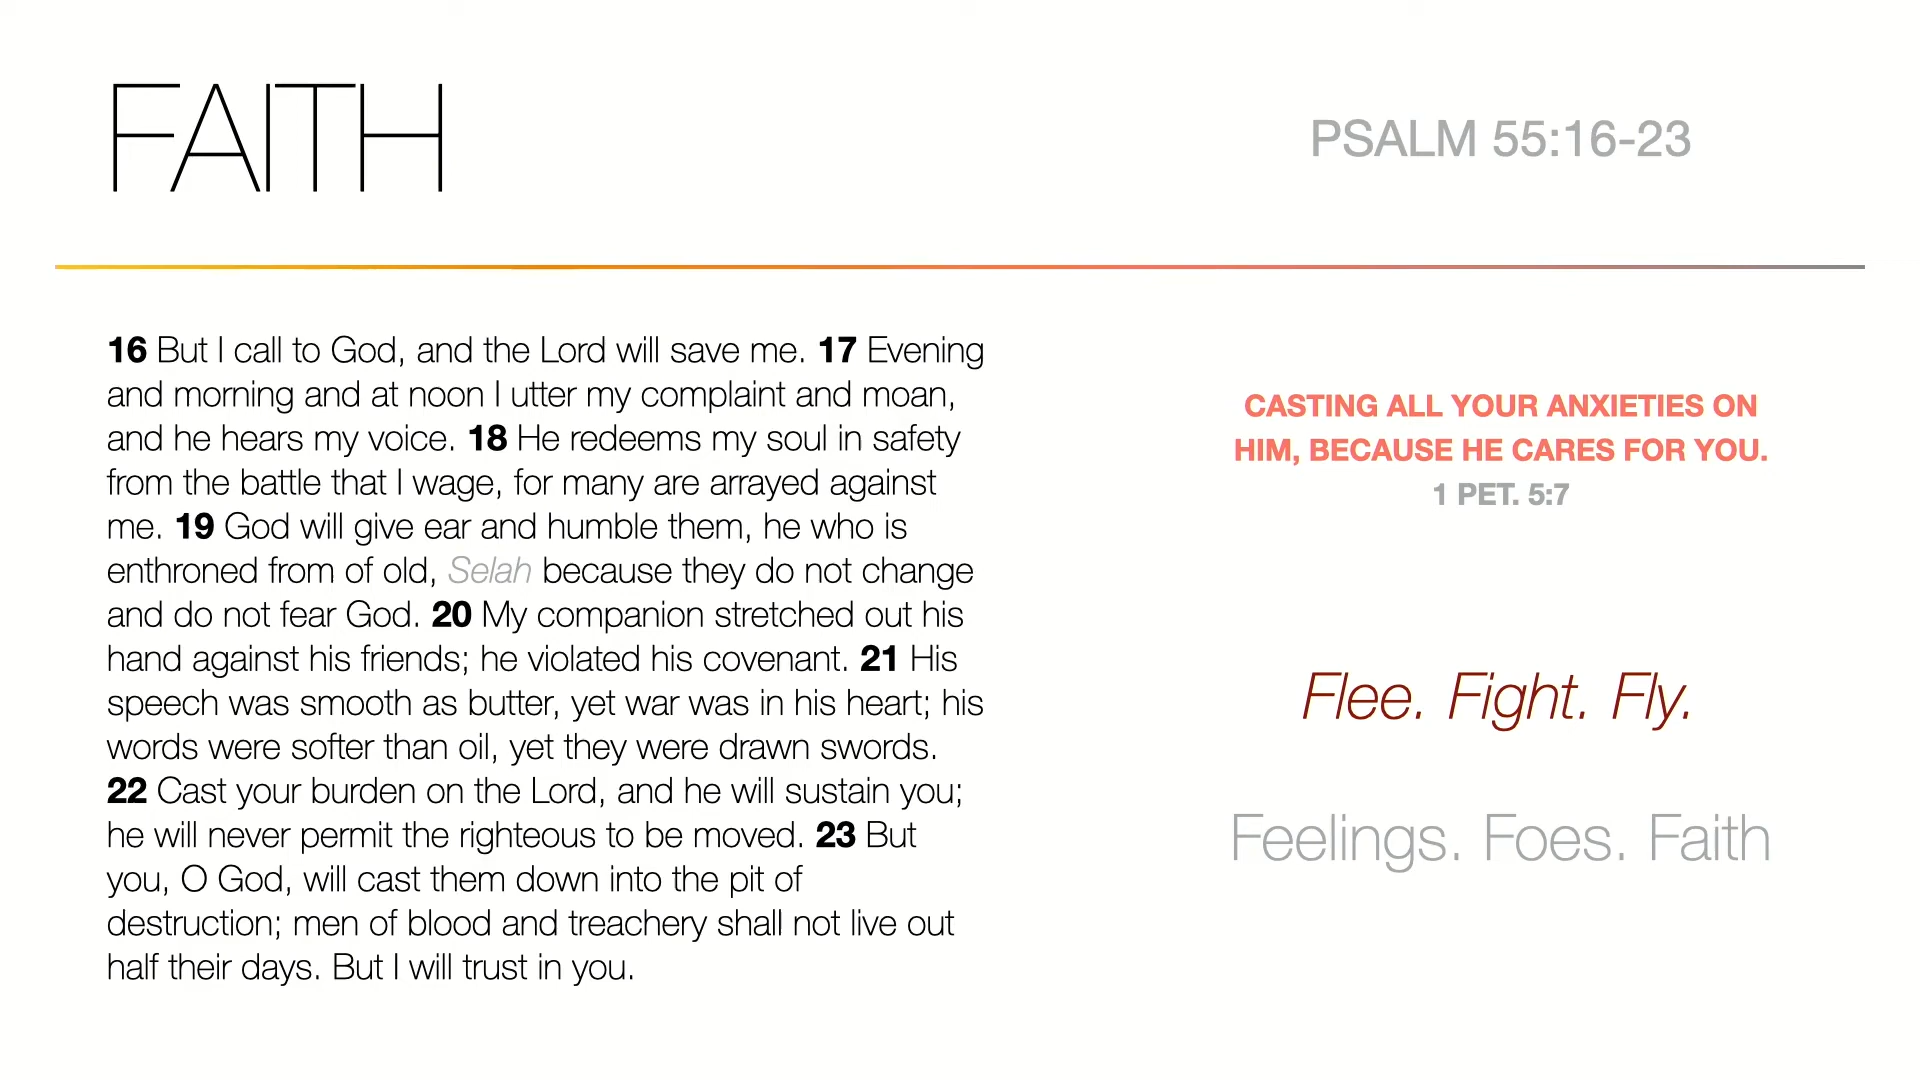 FAITH
PSALM 55:16-23
16 But I call to God, and the Lord will save me. 17 Evening
and morning and at noon I utter my complaint and moan,
and he hears my voice. 18 He redeems my soul in safety
from the battle that I wage, for many are arrayed against
me. 19 God will give ear and humble them, he who is
enthroned from of old, Selah because they do not change
and do not fear God. 20 My companion stretched out his
hand against his friends; he violated his covenant. 21 His
speech was smooth as butter, yet war was in his heart; his
words were softer than oil, yet they were drawn swords.
22 Cast your burden on the Lord, and he will sustain you;
he will never permit the righteous to be moved. 23 But
you, O God, will cast them down into the pit of
destruction; men of blood and treachery shall not live out
half their days. But I will trust in you.
CASTING ALL YOUR ANXIETIES ON
HIM, BECAUSE HE CARES FOR YOU.
1 PET. 5:7
Flee. Fight. Fly.
Feelings. Foes. Faith